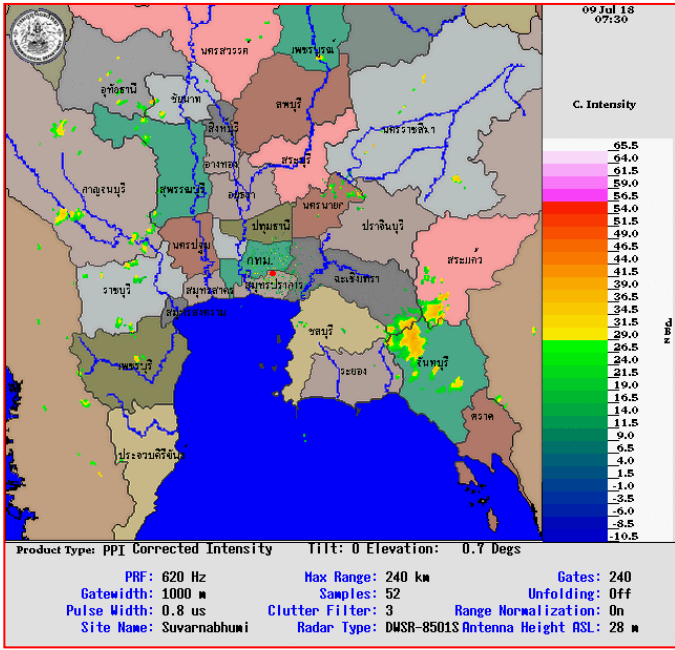 09 Jul 18
07:30
C. Intensity
65.5
64.0
61.5
59.0
56.5
54.0
51.5
49.0
46.5
44.0
41.5
39.0
36.5
34.0
31.5
29.0
26.5
24.0
21.5
19.0
16.5
14.0
11.5
9.0
6.5
4.0
1.5
-1.0
-3.5
-6.0
-8.5
-10.5
นครสวรรค์
เพชรบูรณ์
อุทัยธานี
ชัยนาท
ลพบุรี
สิงหบุรี
นครราชสีมา
อ่างทอง
สระบุรี
กาญจนบุรี
สุพรรณบุรี
อยุธยา
นครนายก
ปราจีนบุรี
ปทุมธานี
นครปฐม
กทม.
สระแก้ว
สมุทรปราการ
ฉะเชิงเทรา
ราชบุรี
สมุทรสาคร
สมุทรสงคราม
ชลบุรี
เพชรบุรี
ระยอง
จันทบุรี
ตราด
ประจวบคีรีขันธ์
Product Type: PPI Corrected Intensity Tilt: 0 Elevation: 0.7 Degs
PRF: 620 Hz Max Range: 240 km Gates: 240
Gatewidth: 1000 m Samples: 52 Unfolding: Off
Pulse Width: 0.8 us Clutter Filter: 3 Range Normalization: On
Site Name: Suvarnabhumi Radar Type: DWSR-8501S Antenna Height ASL: 28 m